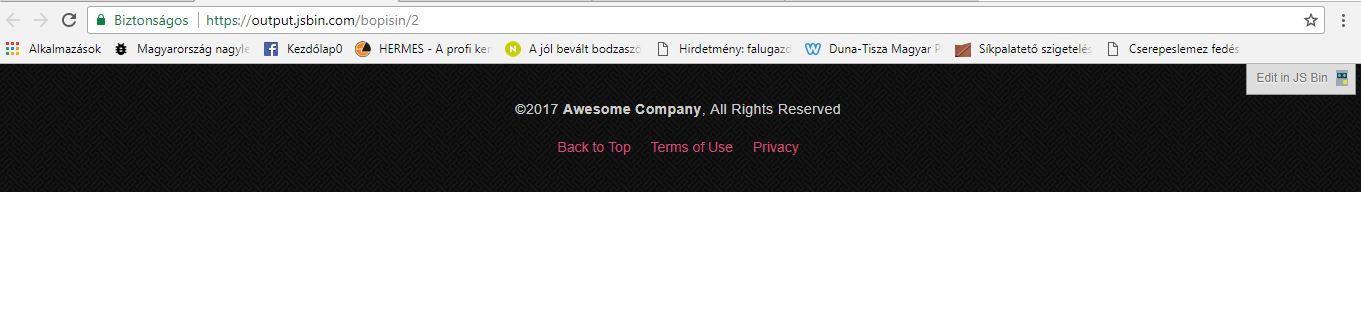 Biztonságos https://output.jsbin.com/bopisin/2
Alkalmazások Magyarország nagyle Kezdőlap0 HERMES - A profi ker A jól bevált bodzaszö Hirdetmény: falugazd Duna-Tisza Magyar P Síkpalatető szigetelés Cserepeslemez fedés
Edit in JS Bin
©2017 Awesome Company, All Rights Reserved
Back to Top Terms of Use Privacy